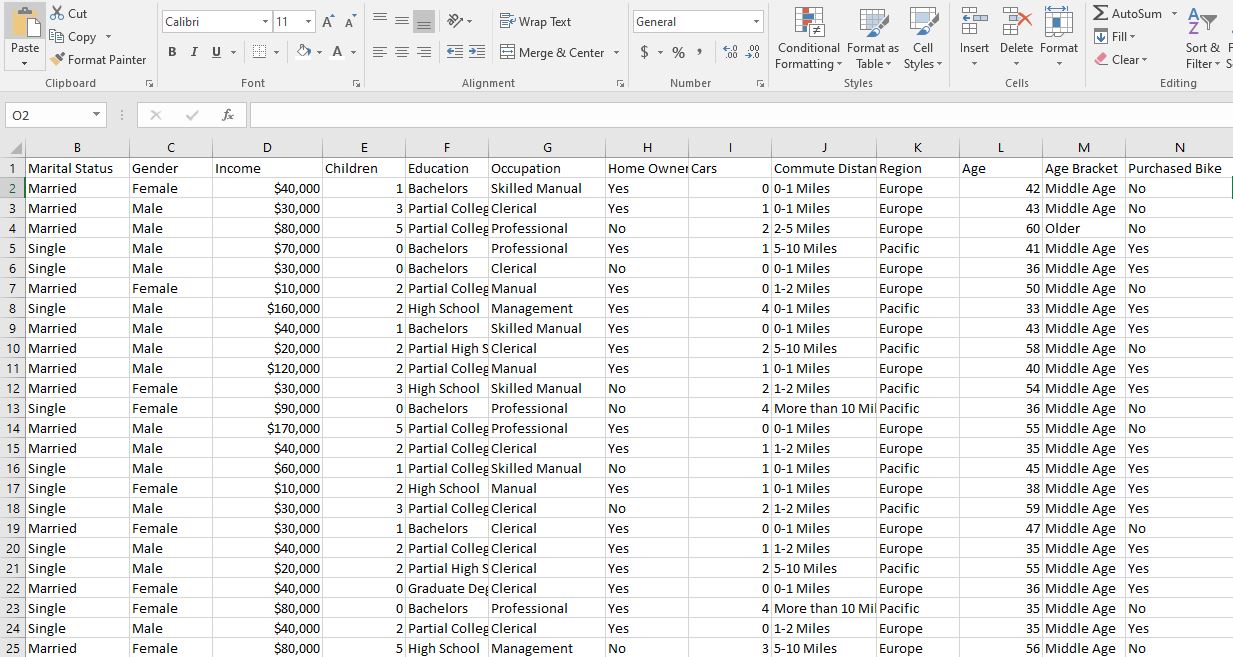 Cut
Copy
Format Painter
Paste
Clipboard
Calibri 11 A A
B I U A
Font
Wrap Text
Merge & Center
Alignment
General
$ % , .00 .0 .00
Number
Conditional Formatting Format as Table Cell Styles
Styles
Insert Delete Format
Cells
AutoSum
Fill
Clear
Sort & Filter
Editing
O2 fx
B C D E F G H I J K L M N
1 Marital Status Gender Income Children Education Occupation Home Owner Cars Commute Distan Region Age Age Bracket Purchased Bike
2 Married Female $40,000 1 Bachelors Skilled Manual Yes 0 0-1 Miles Europe 42 Middle Age No
3 Married Male $30,000 3 Partial Colleg Clerical Yes 1 0-1 Miles Europe 43 Middle Age No
4 Married Male $80,000 5 Partial Colleg Professional No 2 2-5 Miles Europe 60 Older No
5 Single Male $70,000 0 Bachelors Professional Yes 1 5-10 Miles Pacific 41 Middle Age Yes
6 Single Male $30,000 0 Bachelors Clerical No 0 0-1 Miles Europe 36 Middle Age Yes
7 Married Female $10,000 2 Partial Colleg Manual Yes 0 1-2 Miles Europe 50 Middle Age No
8 Single Male $160,000 2 High School Management Yes 4 0-1 Miles Pacific 33 Middle Age Yes
9 Married Male $40,000 1 Bachelors Skilled Manual Yes 0 0-1 Miles Europe 43 Middle Age Yes
10 Married Male $20,000 2 Partial High S Clerical Yes 2 5-10 Miles Pacific 58 Middle Age No
11 Married Male $120,000 2 Partial Colleg Manual Yes 1 0-1 Miles Europe 40 Middle Age Yes
12 Married Female $30,000 3 High School Skilled Manual No 2 1-2 Miles Pacific 54 Middle Age Yes
13 Single Female $90,000 0 Bachelors Professional No 4 More than 10 Mil Pacific 36 Middle Age No
14 Married Male $170,000 5 Partial Colleg Professional Yes 0 0-1 Miles Europe 55 Middle Age No
15 Married Male $40,000 2 Partial Colleg Clerical Yes 1 1-2 Miles Europe 35 Middle Age Yes
16 Single Male $60,000 1 Partial Colleg Skilled Manual No 1 0-1 Miles Pacific 45 Middle Age Yes
17 Single Female $10,000 2 High School Manual Yes 1 0-1 Miles Europe 38 Middle Age Yes
18 Single Male $30,000 3 Partial Colleg Clerical No 2 1-2 Miles Pacific 59 Middle Age Yes
19 Married Female $30,000 1 Bachelors Clerical Yes 0 0-1 Miles Europe 47 Middle Age No
20 Single Male $40,000 2 Partial Colleg Clerical Yes 1 1-2 Miles Europe 35 Middle Age Yes
21 Single Male $20,000 2 Partial High S Clerical Yes 2 5-10 Miles Pacific 55 Middle Age Yes
22 Married Female $40,000 0 Graduate Deg Clerical Yes 0 0-1 Miles Europe 36 Middle Age Yes
23 Single Female $80,000 0 Bachelors Professional Yes 4 More than 10 Mil Pacific 35 Middle Age No
24 Single Male $40,000 2 Partial Colleg Clerical Yes 0 1-2 Miles Europe 35 Middle Age Yes
25 Married Female $80,000 5 High School Management No 3 5-10 Miles Europe 56 Middle Age No